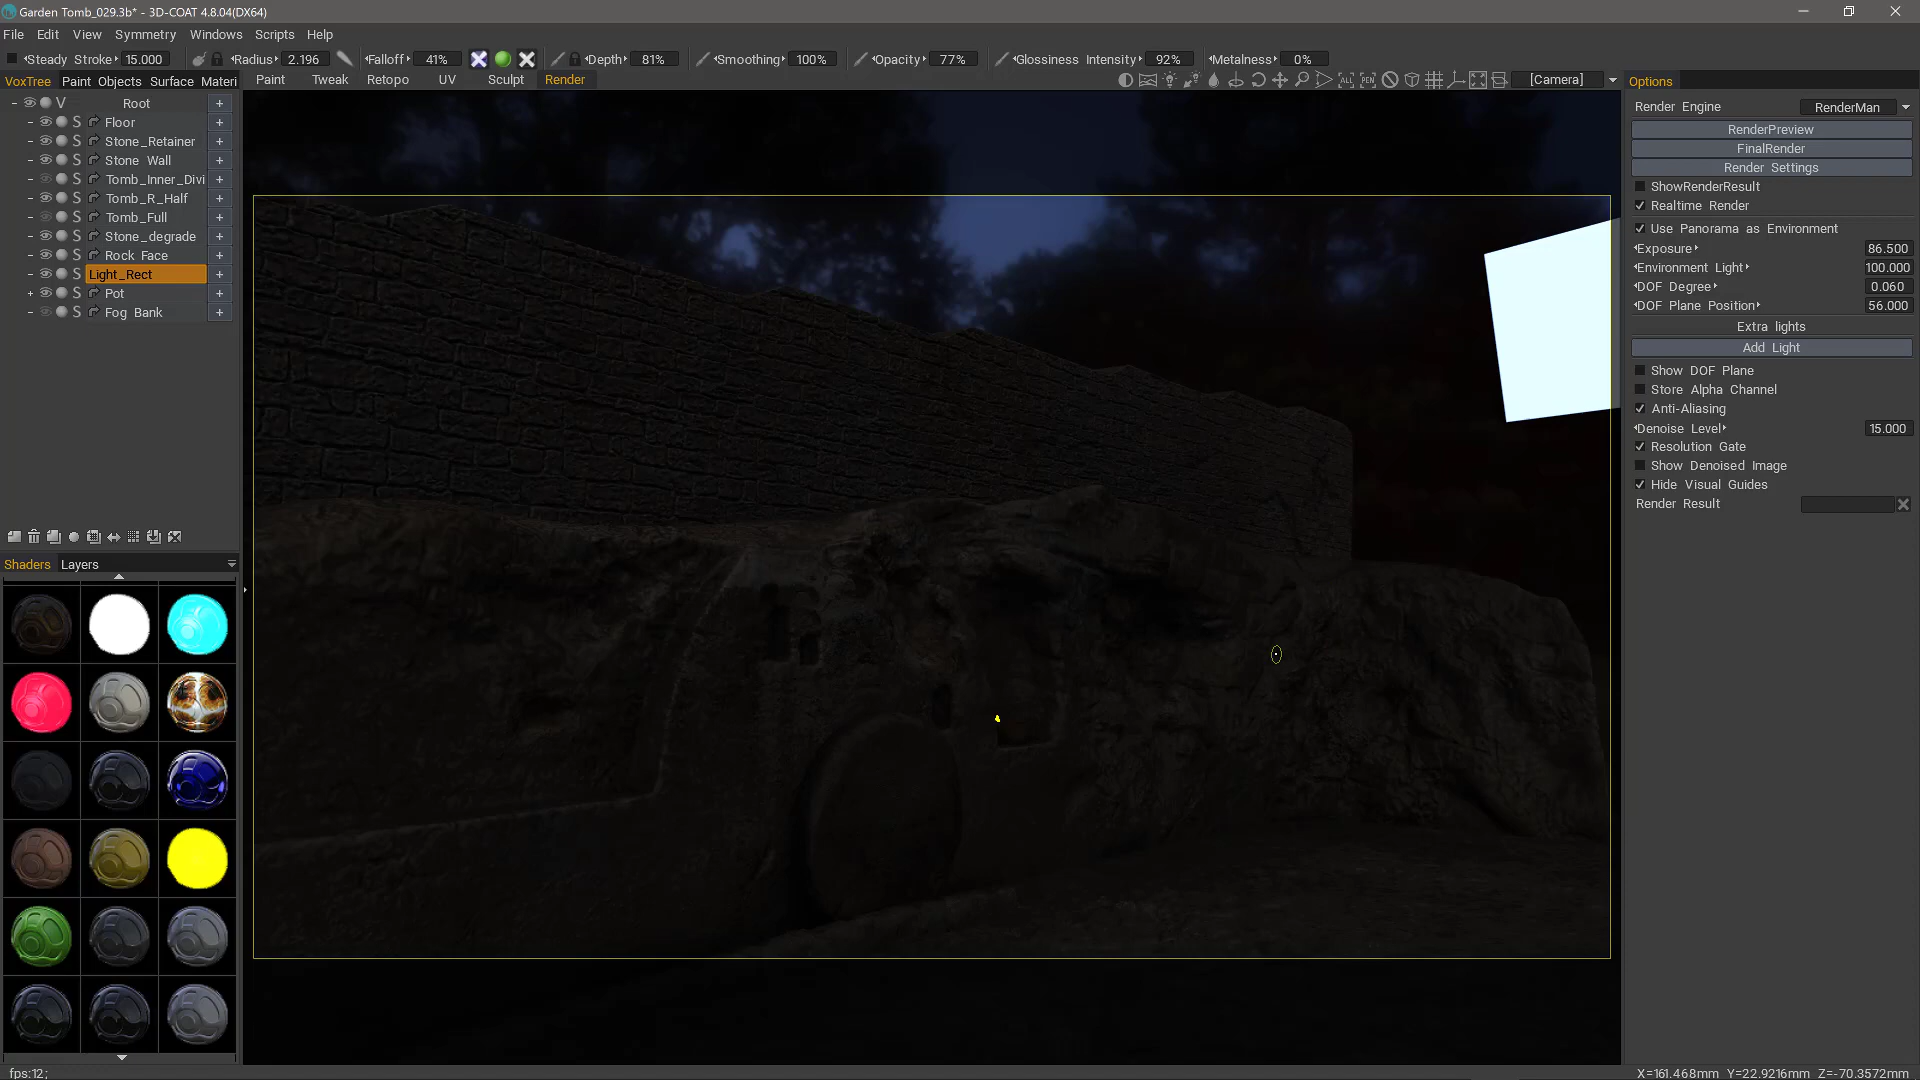 Garden Tomb_029.3b* - 3D-COAT 4.8.04(DX64)
File Edit View Symmetry Windows Scripts Help
Steady Stroke 15.000 Radius 2.196 Falloff 41% Depth 81% Smoothing 100% Opacity 77% Glossiness Intensity 92% Metalness 0%
VoxTree Paint Objects Surface Materi Paint Tweak Retopo UV Sculpt Render ALL PEN [Camera] Options
V Root +
S Floor +
S Stone_Retainer +
S Stone Wall +
S Tomb_Inner_Divi +
S Tomb_R_Half +
S Tomb_Full +
S Stone_degrade +
S Rock Face +
S Light_Rect +
S Pot +
S Fog Bank +
Shaders Layers
Render Engine RenderMan
RenderPreview
FinalRender
Render Settings
ShowRenderResult
Realtime Render
Use Panorama as Environment
Exposure 86.500
Environment Light 100.000
DOF Degree 0.060
DOF Plane Position 56.000
Extra lights
Add Light
Show DOF Plane
Store Alpha Channel
Anti-Aliasing
Denoise Level 15.000
Resolution Gate
Show Denoised Image
Hide Visual Guides
Render Result
fps:12; X=161.468mm Y=22.9216mm Z=-70.3572mm